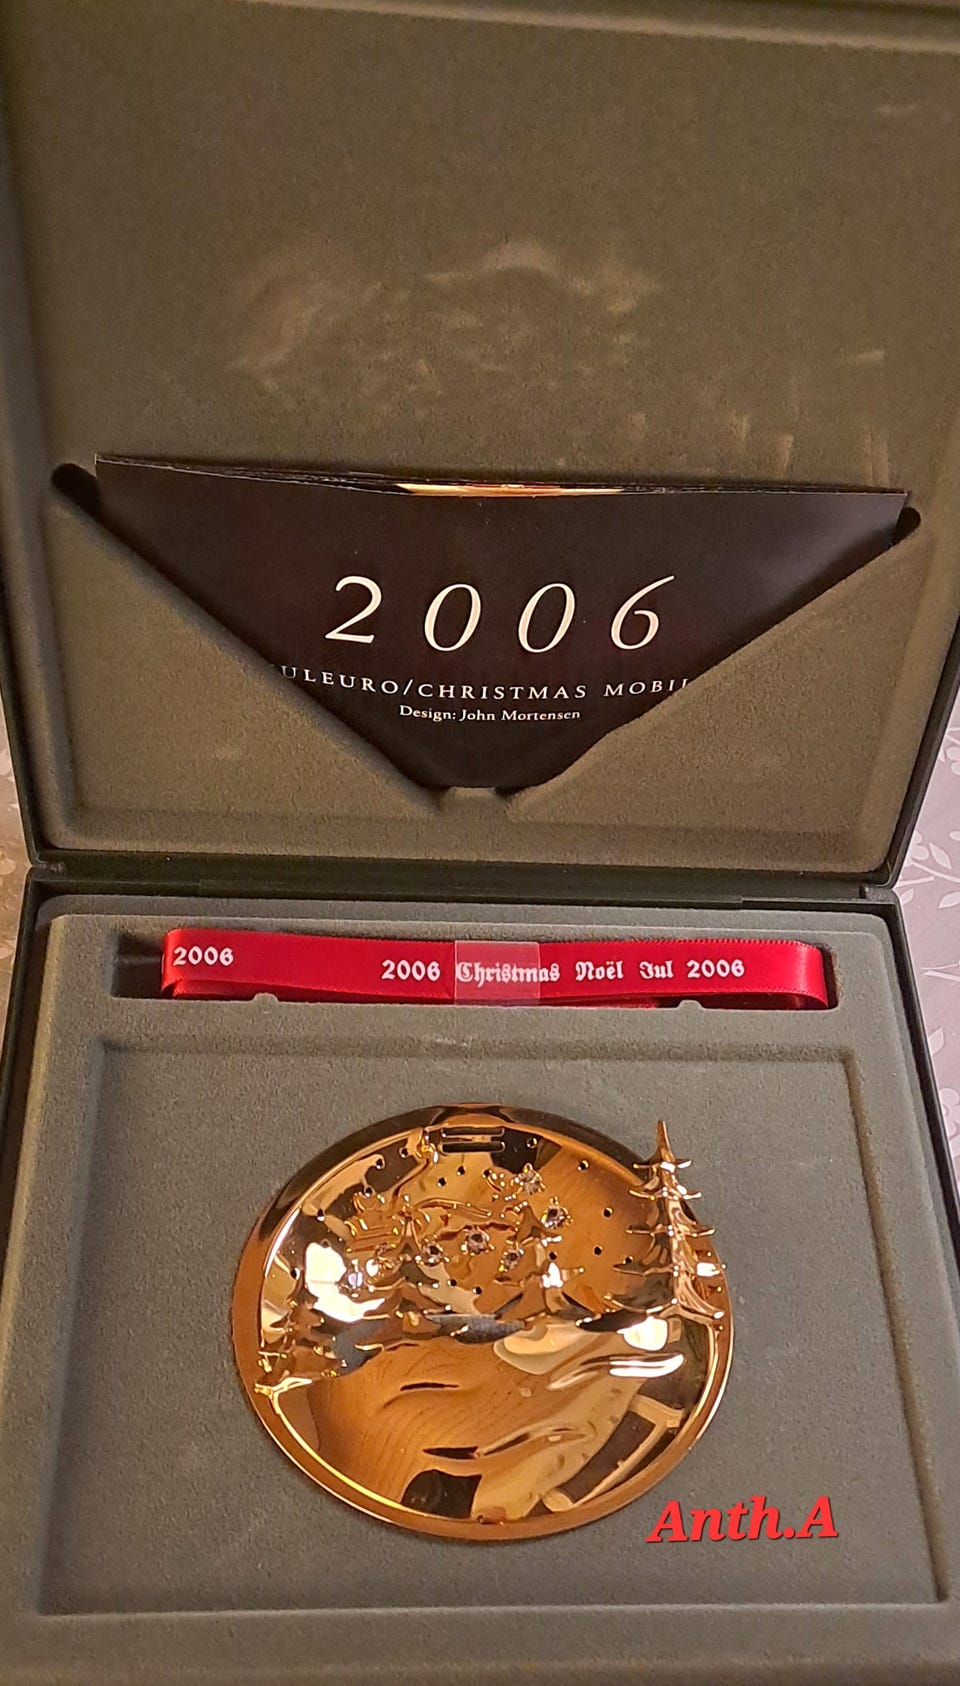 2006
ULEURO/CHRISTMAS MOBIL
Design: John Mortensen
2006 2006 Christmas Noël Jul 2006
Anth.A